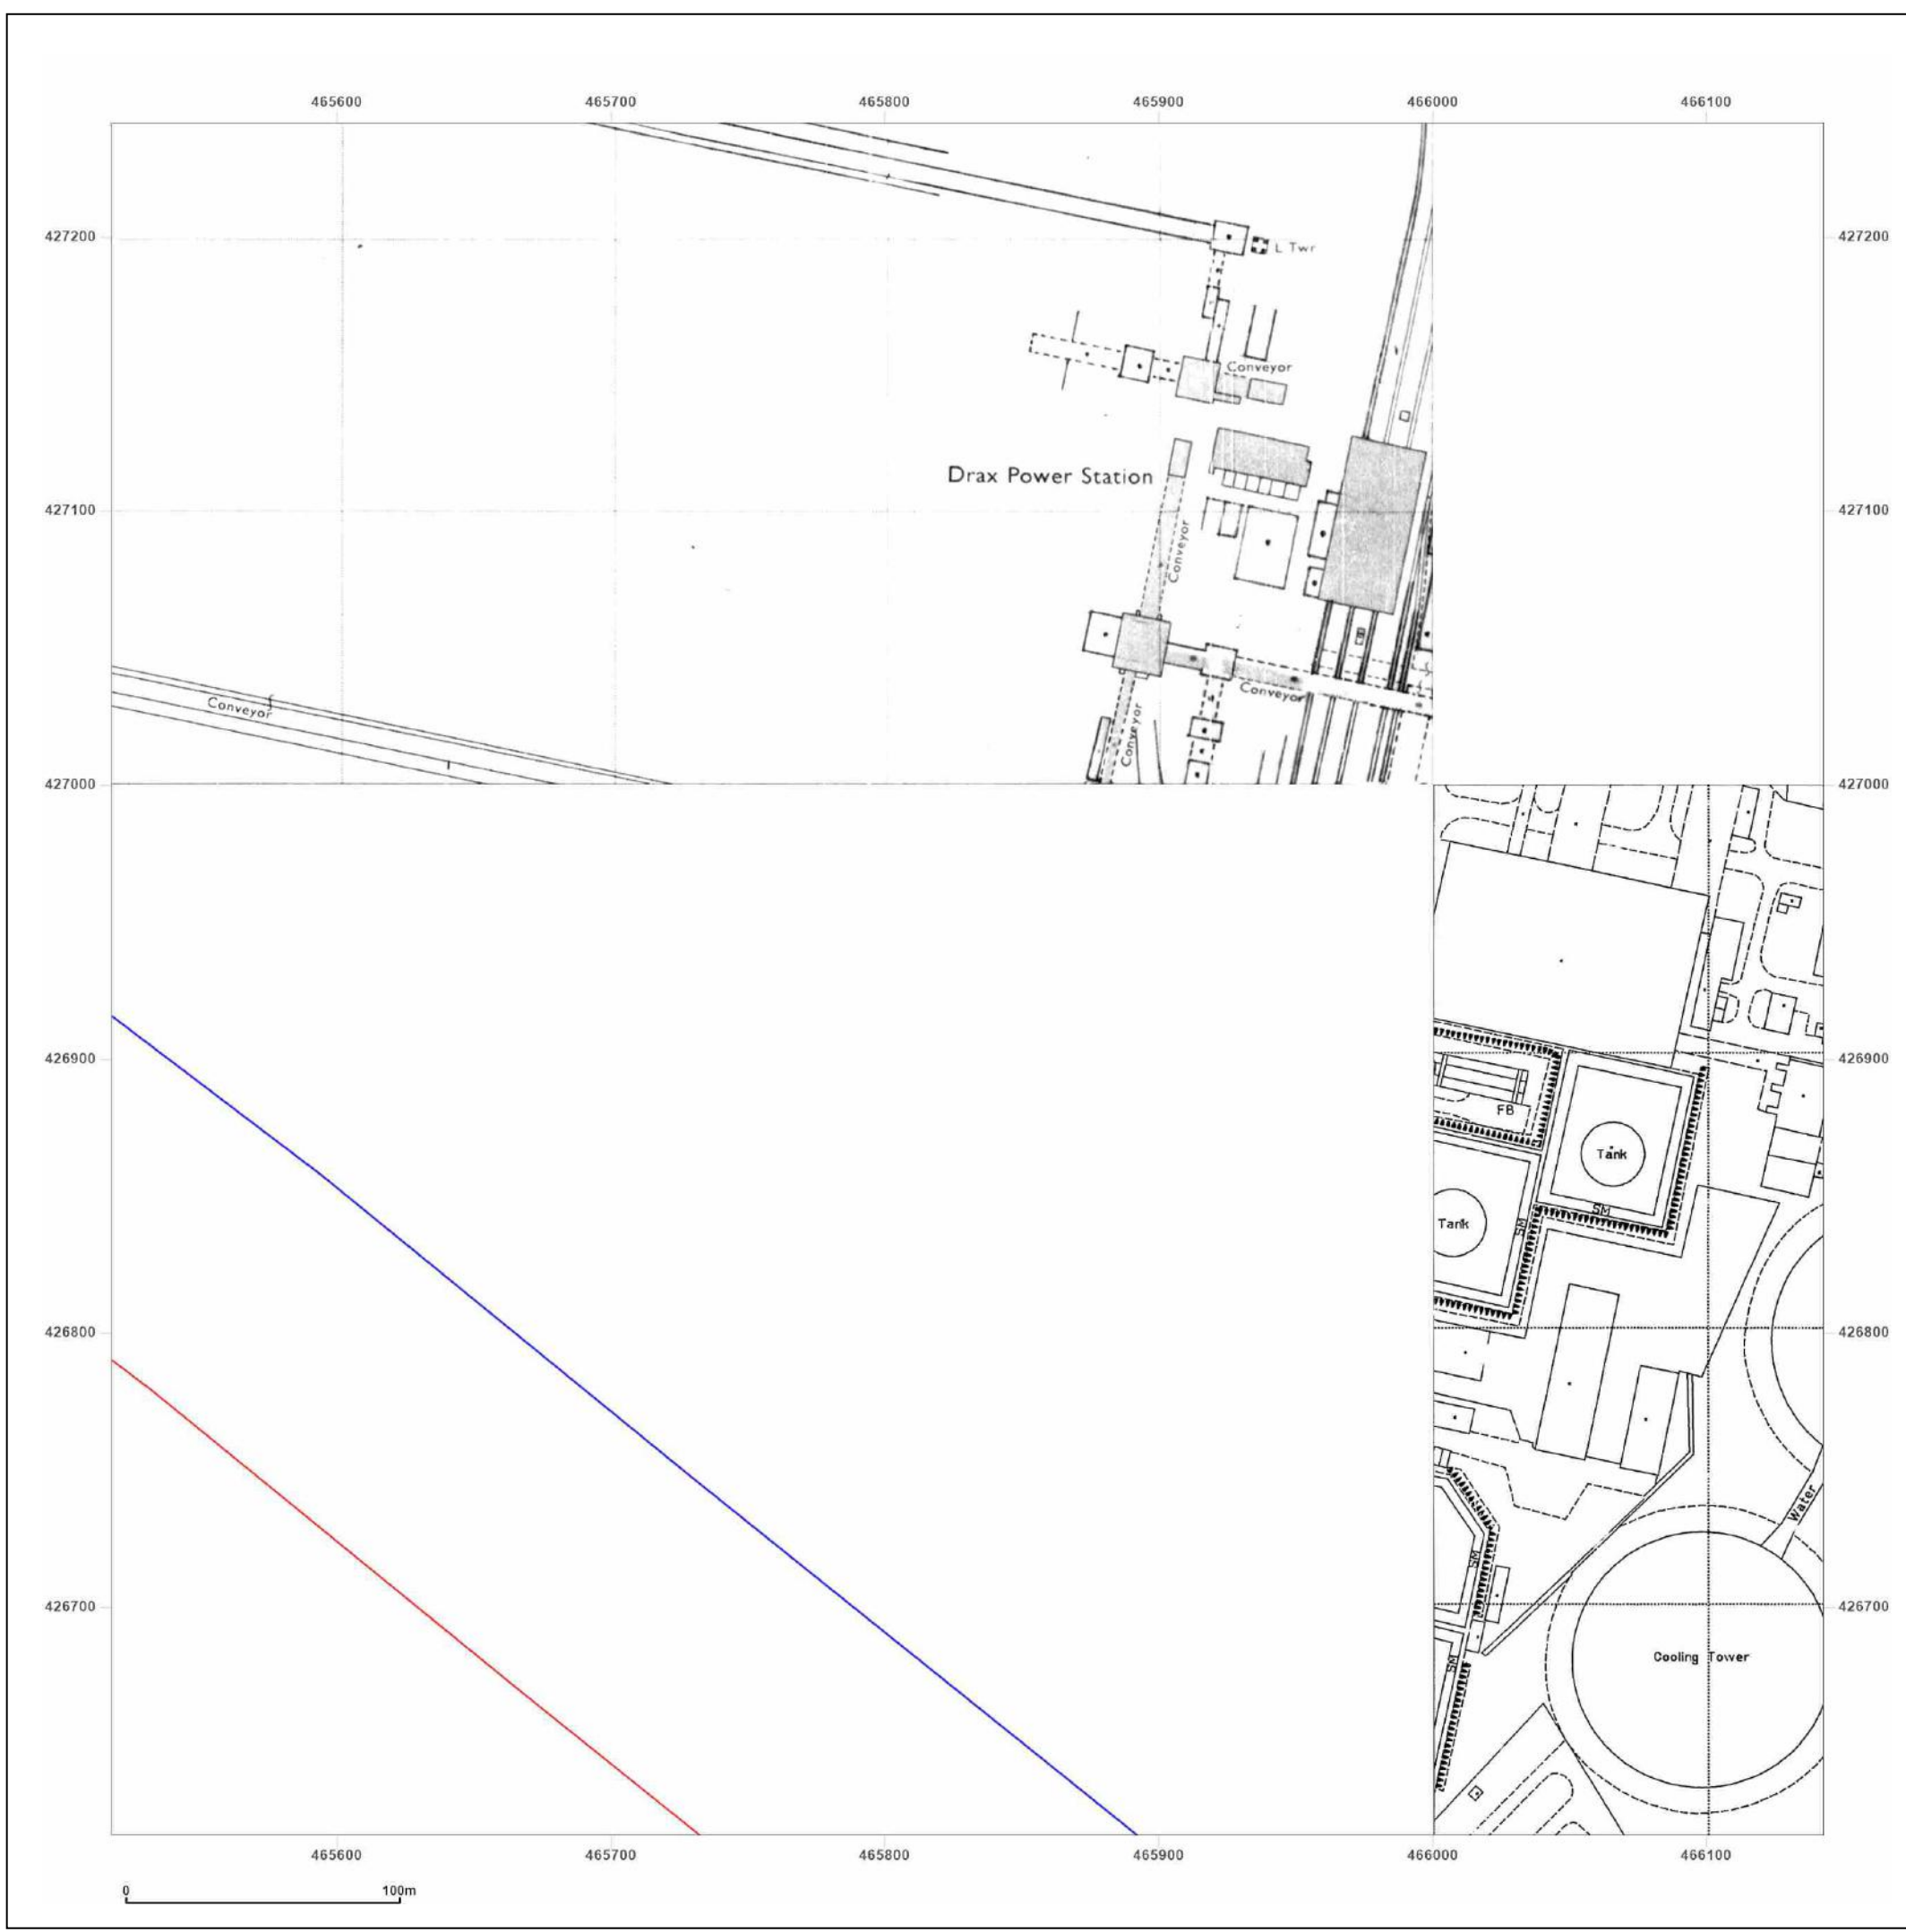 465600 465700 465800 465900 466000 466100
427200 427200
L Twr
Conveyor
Drax Power Station
427100 427100
Conveyor
Conveyor
Conveyor
Conveyor
427000 427000
426900 426900
FB
Tank
SM
Tank
SM
426800 426800
Water
SM
426700 426700
Cooling Tower
SM
465600 465700 465800 465900 466000 466100
0 100m